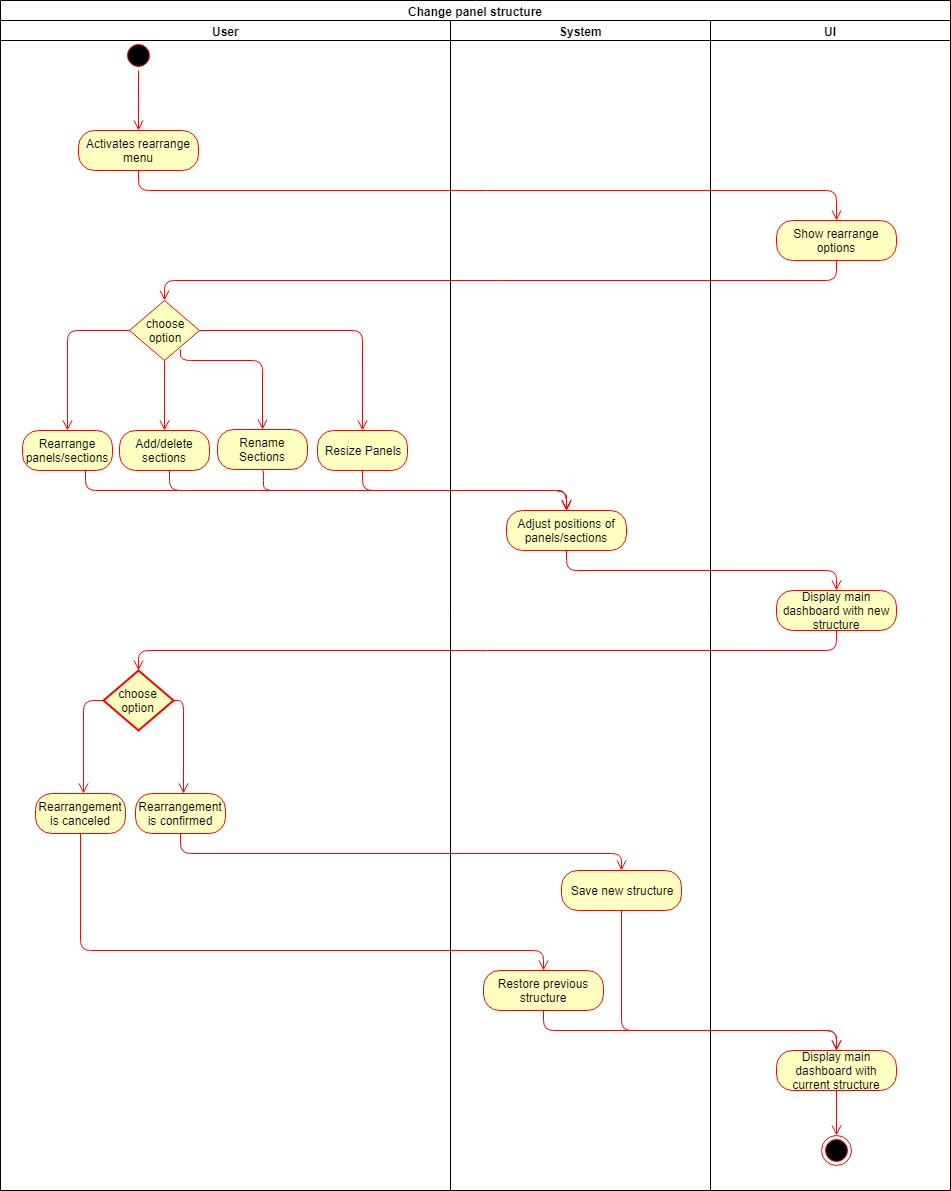 Change panel structure
User
System
UI
Activates rearrange
menu
Show rearrange
options
choose
option
Rearrange
panels/sections
Add/delete
sections
Rename
Sections
Resize Panels
Adjust positions of
panels/sections
Display main
dashboard with new
structure
choose
option
Rearrangement
is canceled
Rearrangement
is confirmed
Save new structure
Restore previous
structure
Display main
dashboard with
current structure